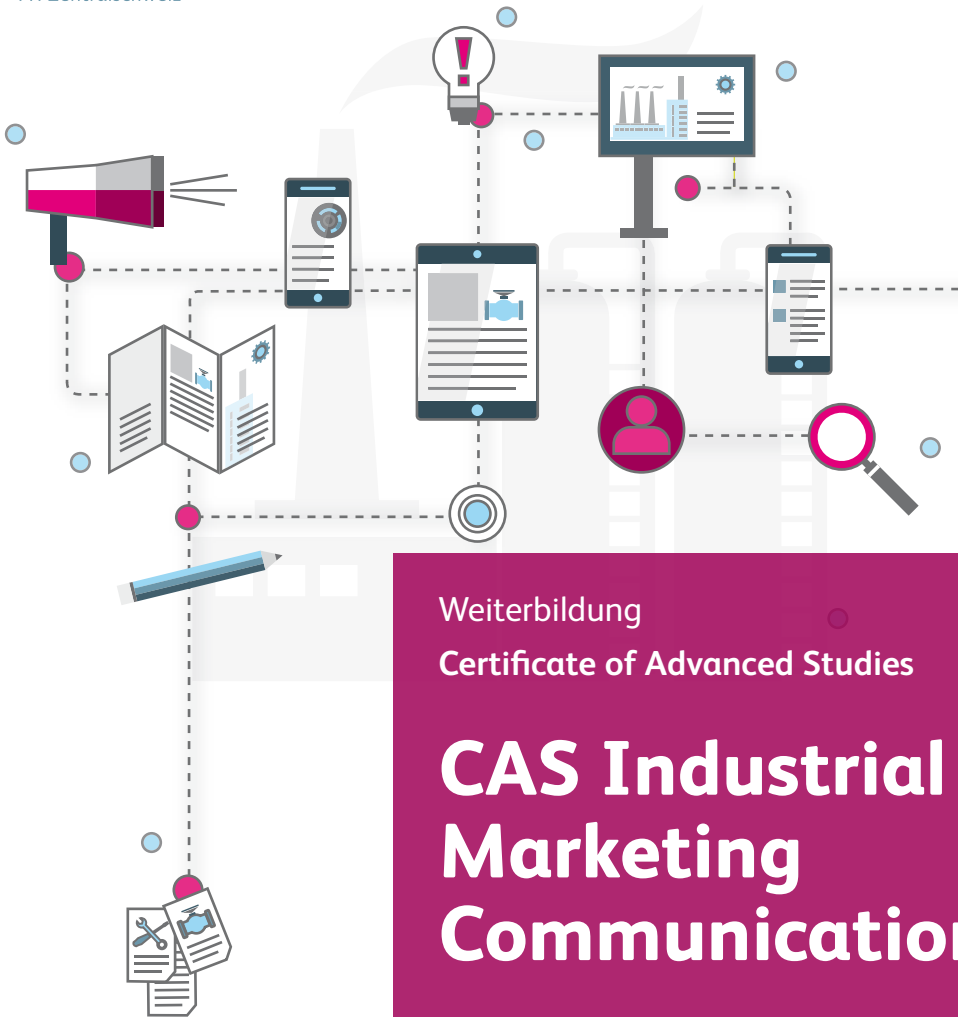 Weiterbildung
Certificate of Advanced Studies
CAS Industrial
Marketing